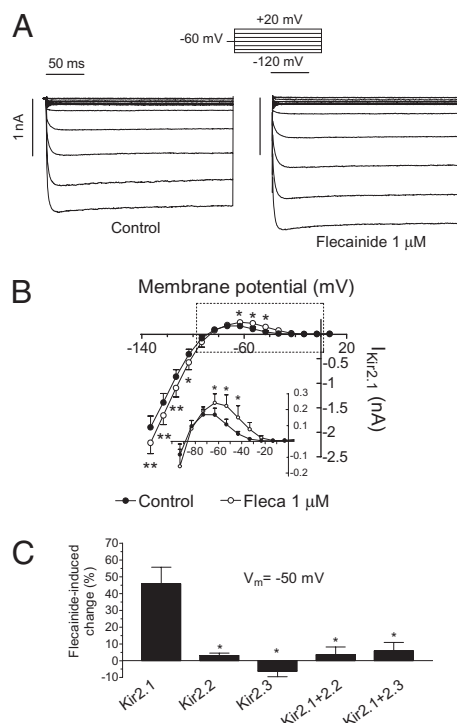 A
+20 mV
-60 mV
-120 mV
50 ms
1 nA
Control
Flecainide 1 µM
B
Membrane potential (mV)
-140
-60
20
* * *
-0.5
-1
-1.5
-2
-2.5
I Kir2.1 (nA)
*
**
**
**
* * *
0.3
0.2
0.1
-0.1
-0.2
-80 -60 -40 -20
Control Fleca 1 µM
C
Flecainide-induced
change (%)
70
60
50
40
30
20
10
0
-10
Vm= -50 mV
* * * *
Kir2.1
Kir2.2
Kir2.3
Kir2.1+2.2
Kir2.1+2.3